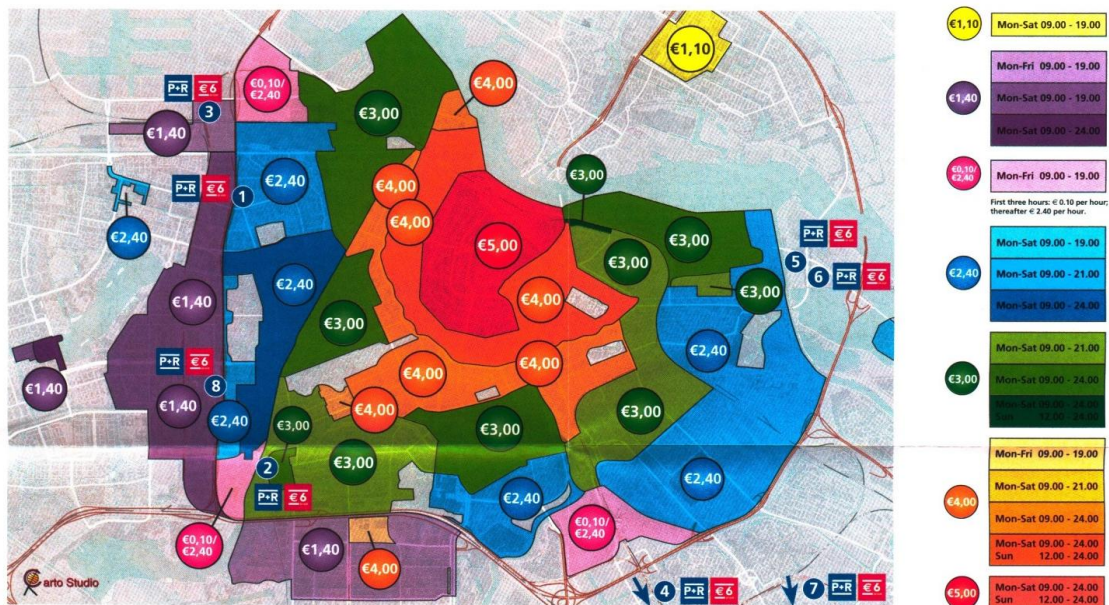 €1,10
€0,10/
€2,40
€4,00
€3,00
P+R €6
3
€1,40
€3,00
P+R €6
1
€2,40
€4,00
€2,40
€4,00
€5,00
€3,00
€3,00
P+R €6
5
6
P+R €6
€2,40
€1,40
€4,00
€3,00
€3,00
€2,40
€4,00
P+R €6
8
€1,40
€4,00
€1,40
€2,40
€4,00
€3,00
€3,00
€3,00
2
€3,00
P+R €6
€2,40
€2,40
€0,10/
€2,40
€1,40
€4,00
€0,10/
€2,40
Carto Studio
4
P+R €6
7
P+R €6
€1,10
Mon-Sat 09.00 - 19.00
€1,40
Mon-Fri 09.00 - 19.00
Mon-Sat 09.00 - 19.00
Mon-Sat 09.00 - 24.00
€0,10/
€2,40
Mon-Fri 09.00 - 19.00
First three hours: € 0.10 per hour;
thereafter € 2.40 per hour.
€2,40
Mon-Sat 09.00 - 19.00
Mon-Sat 09.00 - 21.00
Mon-Sat 09.00 - 24.00
€3,00
Mon-Sat 09.00 - 21.00
Mon-Sat 09.00 - 24.00
Mon-Sat 09.00 - 24.00
Sun 12.00 - 24.00
€4,00
Mon-Fri 09.00 - 19.00
Mon-Sat 09.00 - 21.00
Mon-Sat 09.00 - 24.00
Mon-Sat 09.00 - 24.00
Sun 12.00 - 24.00
€5,00
Mon-Sat 09.00 - 24.00
Sun 12.00 - 24.00